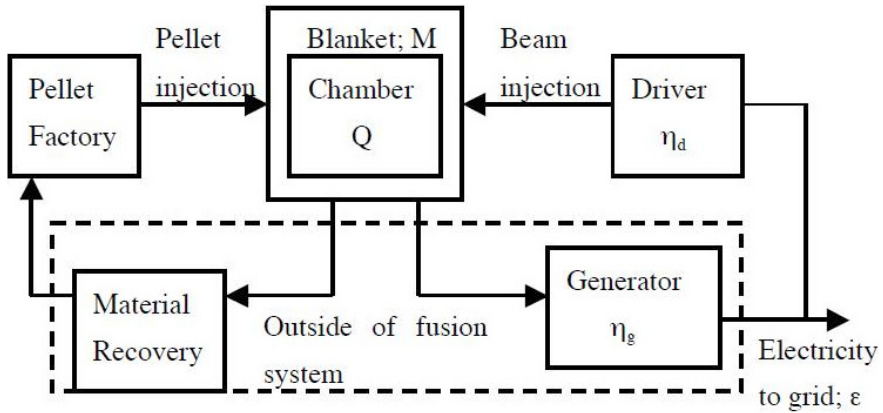 Pellet
injection
Blanket; M
Beam
injection
Pellet
Factory
Chamber
Q
Driver
ηd
Material
Recovery
Outside of fusion
system
Generator
ηg
Electricity
to grid; ε